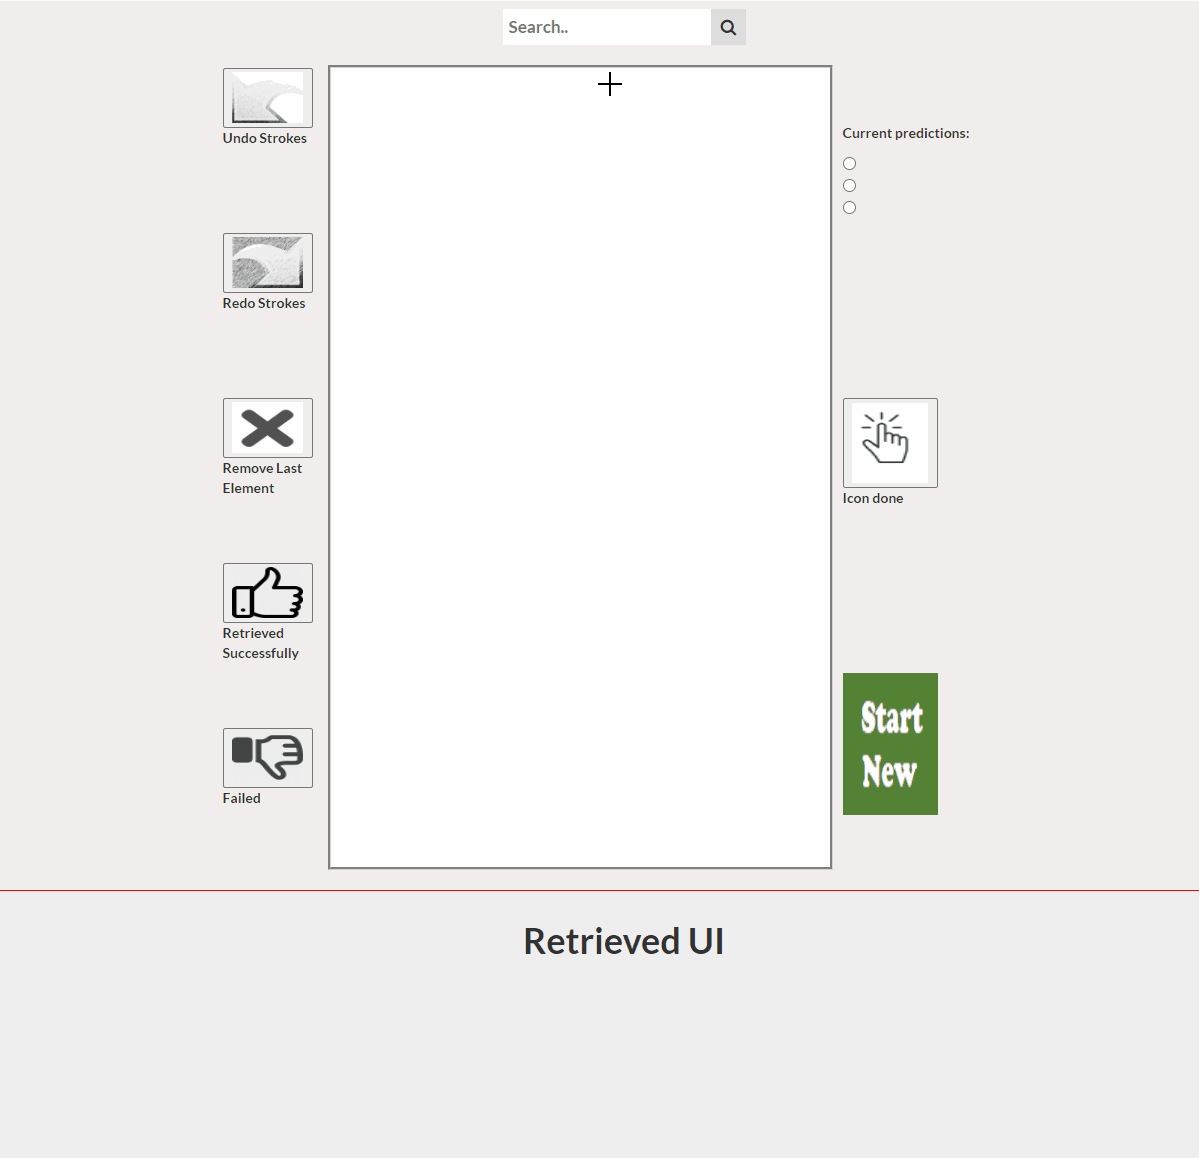 Search..
Undo Strokes
Current predictions:
Redo Strokes
Remove Last
Element
Icon done
Retrieved
Successfully
Start
New
Failed
Retrieved UI